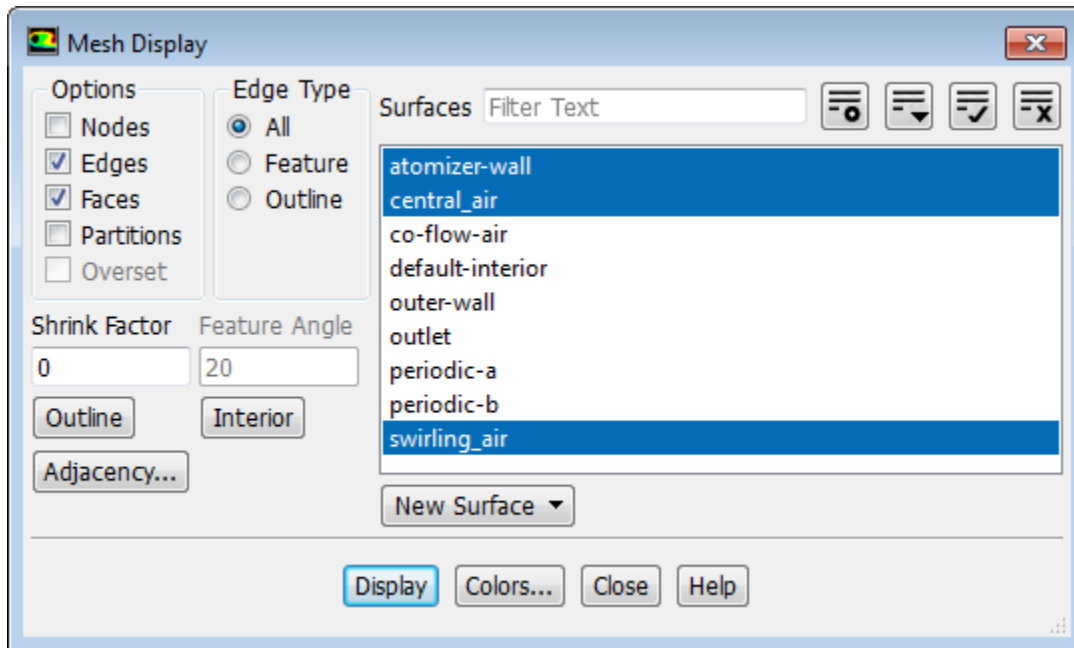 Mesh Display
Options
Nodes
Edges
Faces
Partitions
Overset
Edge Type
All
Feature
Outline
Shrink Factor
0
Feature Angle
20
Outline
Interior
Adjacency...
Surfaces Filter Text
atomizer-wall
central_air
co-flow-air
default-interior
outer-wall
outlet
periodic-a
periodic-b
swirling_air
New Surface
Display Colors... Close Help